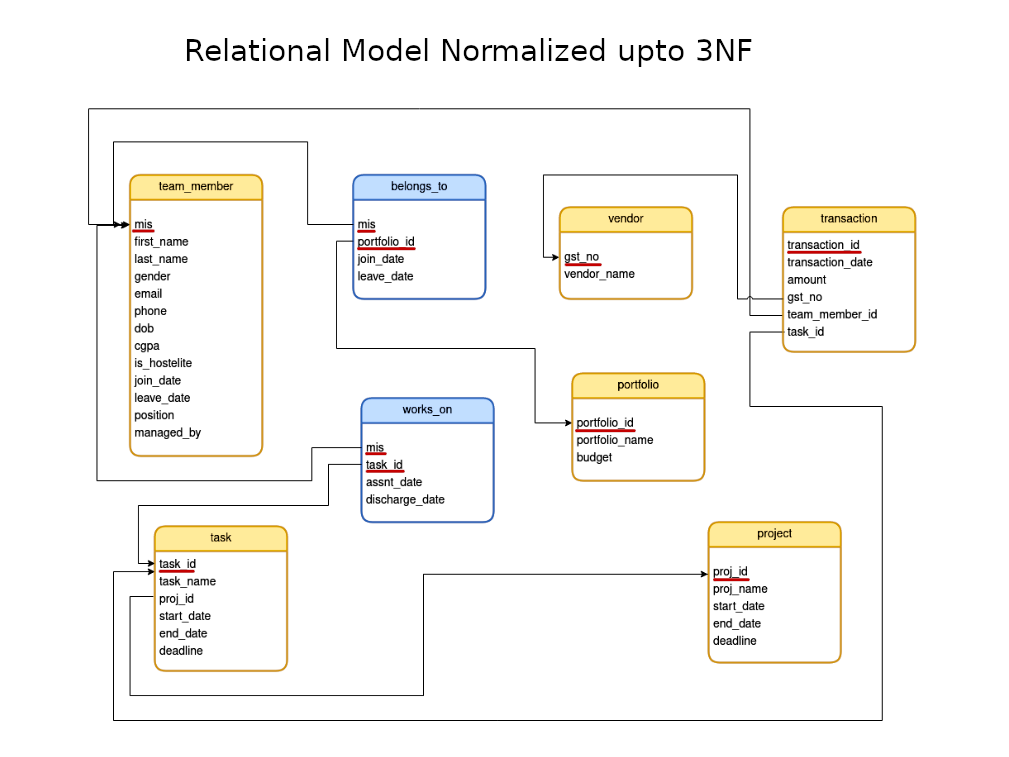 Relational Model Normalized upto 3NF
team_member
mis
first_name
last_name
gender
email
phone
dob
cgpa
is_hostelite
join_date
leave_date
position
managed_by
belongs_to
mis
portfolio_id
join_date
leave_date
vendor
gst_no
vendor_name
transaction
transaction_id
transaction_date
amount
gst_no
team_member_id
task_id
works_on
mis
task_id
assnt_date
discharge_date
portfolio
portfolio_id
portfolio_name
budget
task
task_id
task_name
proj_id
start_date
end_date
deadline
project
proj_id
proj_name
start_date
end_date
deadline